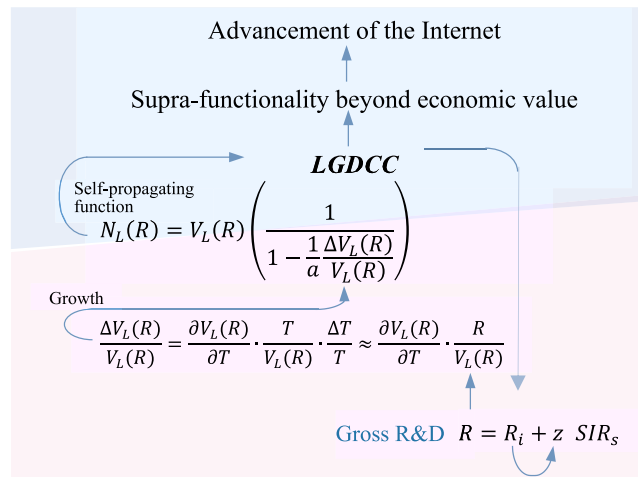 Advancement of the Internet
Supra-functionality beyond economic value
LGDCC
Self-propagating
function
N_L(R) = V_L(R) ( 1 / (1 − (1/a) (ΔV_L(R) / V_L(R))) )
Growth
ΔV_L(R) / V_L(R) = ∂V_L(R) / ∂T · T / V_L(R) · ΔT / T ≈ ∂V_L(R) / ∂T · R / V_L(R)
Gross R&D R = R_i + z SIR_s